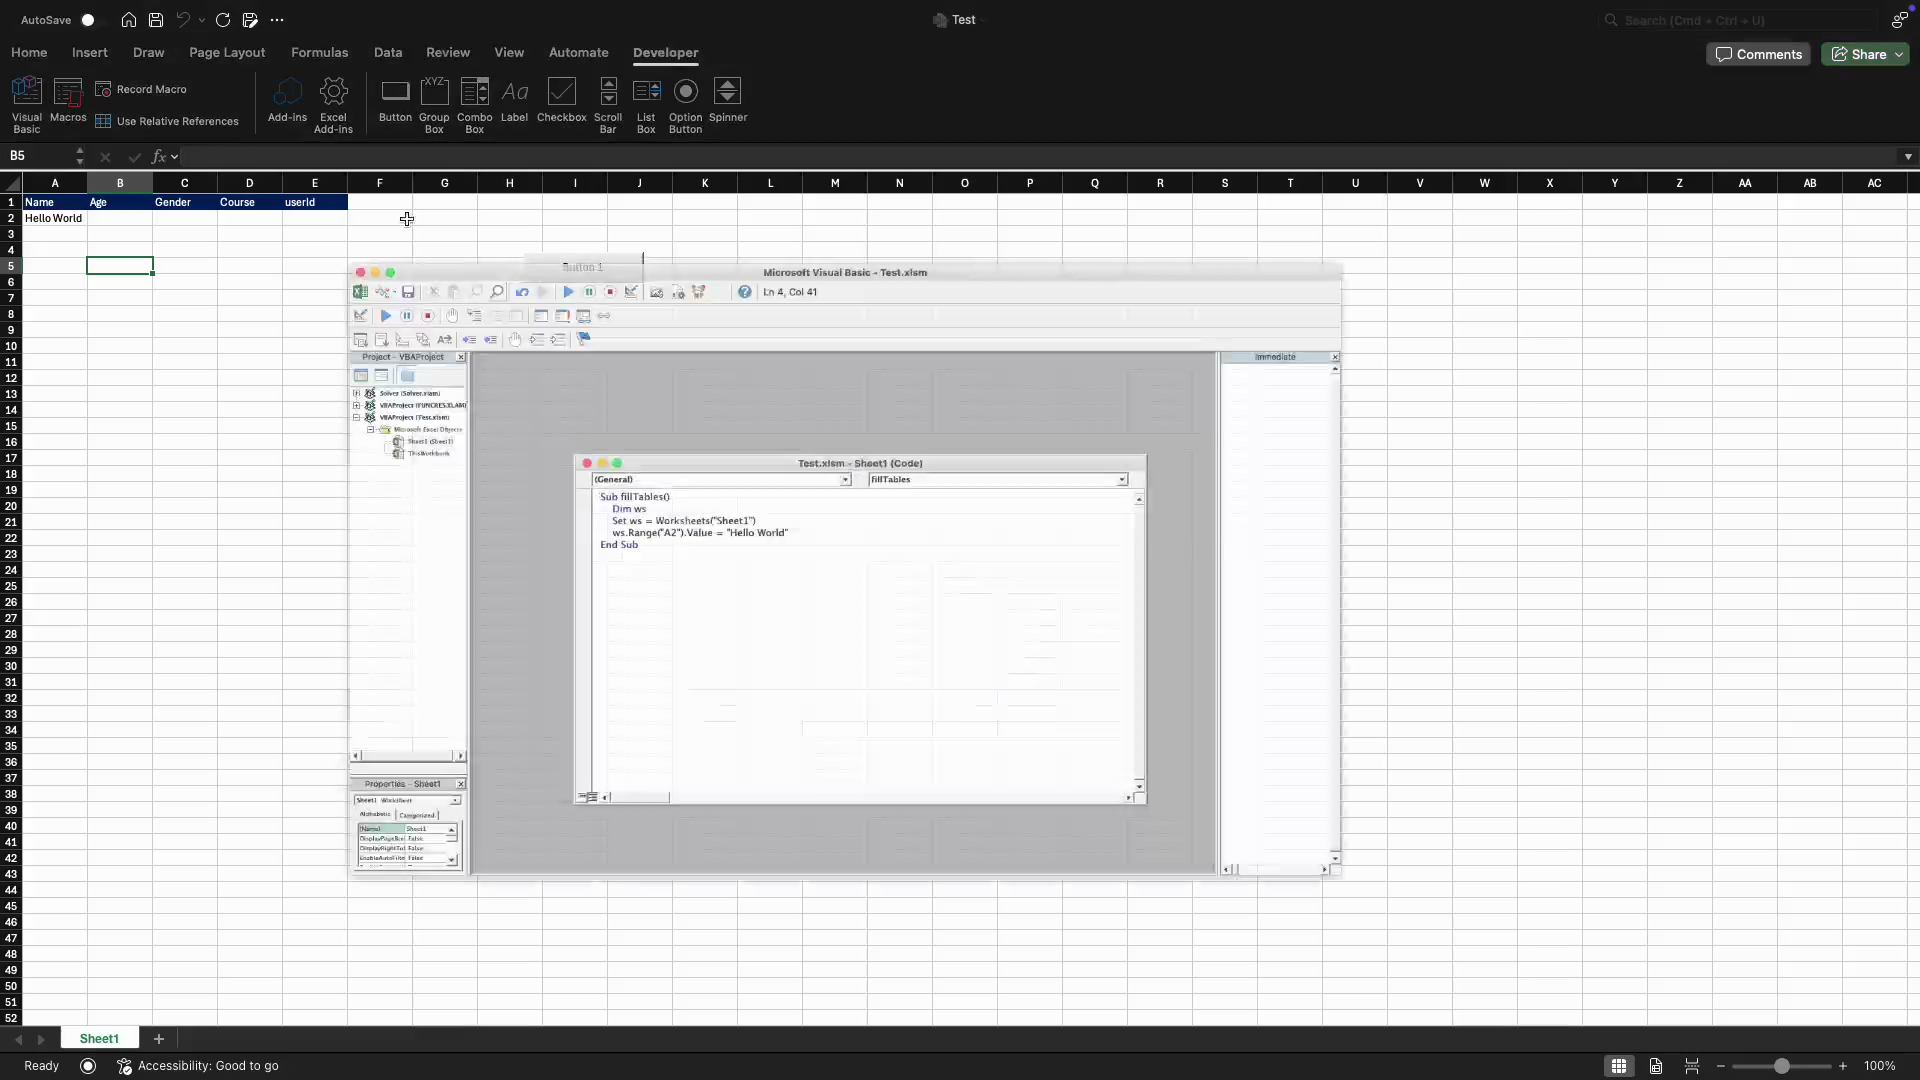 AutoSave
Test
Search (Cmd + Ctrl + U)
Home Insert Draw Page Layout Formulas Data Review View Automate Developer
Comments
Share
Visual Basic
Macros
Record Macro
Use Relative References
Add-ins
Excel Add-ins
Button
Group Box
Combo Box
Label
Checkbox
Scroll Bar
List Box
Option Button
Spinner
XYZ
Aa
B5
fx
A B C D E F G H I J K L M N O P Q R S T U V W X Y Z AA AB AC
1 Name Age Gender Course userId
2 Hello World
3
4
5
6
7
8
9
10
11
12
13
14
15
16
17
18
19
20
21
22
23
24
25
26
27
28
29
30
31
32
33
34
35
36
37
38
39
40
41
42
43
44
45
46
47
48
49
50
51
52
Button 1
Microsoft Visual Basic - Test.xlsm
Ln 4, Col 41
Project - VBAProject
Solver (Solver.xlam)
VBAProject (FUNCRES.XLAM)
VBAProject (Test.xlsm)
Microsoft Excel Objects
Sheet1 (Sheet1)
ThisWorkbook
Immediate
Test.xlsm - Sheet1 (Code)
(General)
fillTables
Sub fillTables()
Dim ws
Set ws = Worksheets("Sheet1")
ws.Range("A2").Value = "Hello World"
End Sub
Properties - Sheet1
Sheet1 Worksheet
Alphabetic Categorized
(Name) Sheet1
False
False
False
Sheet1
Ready
Accessibility: Good to go
100%